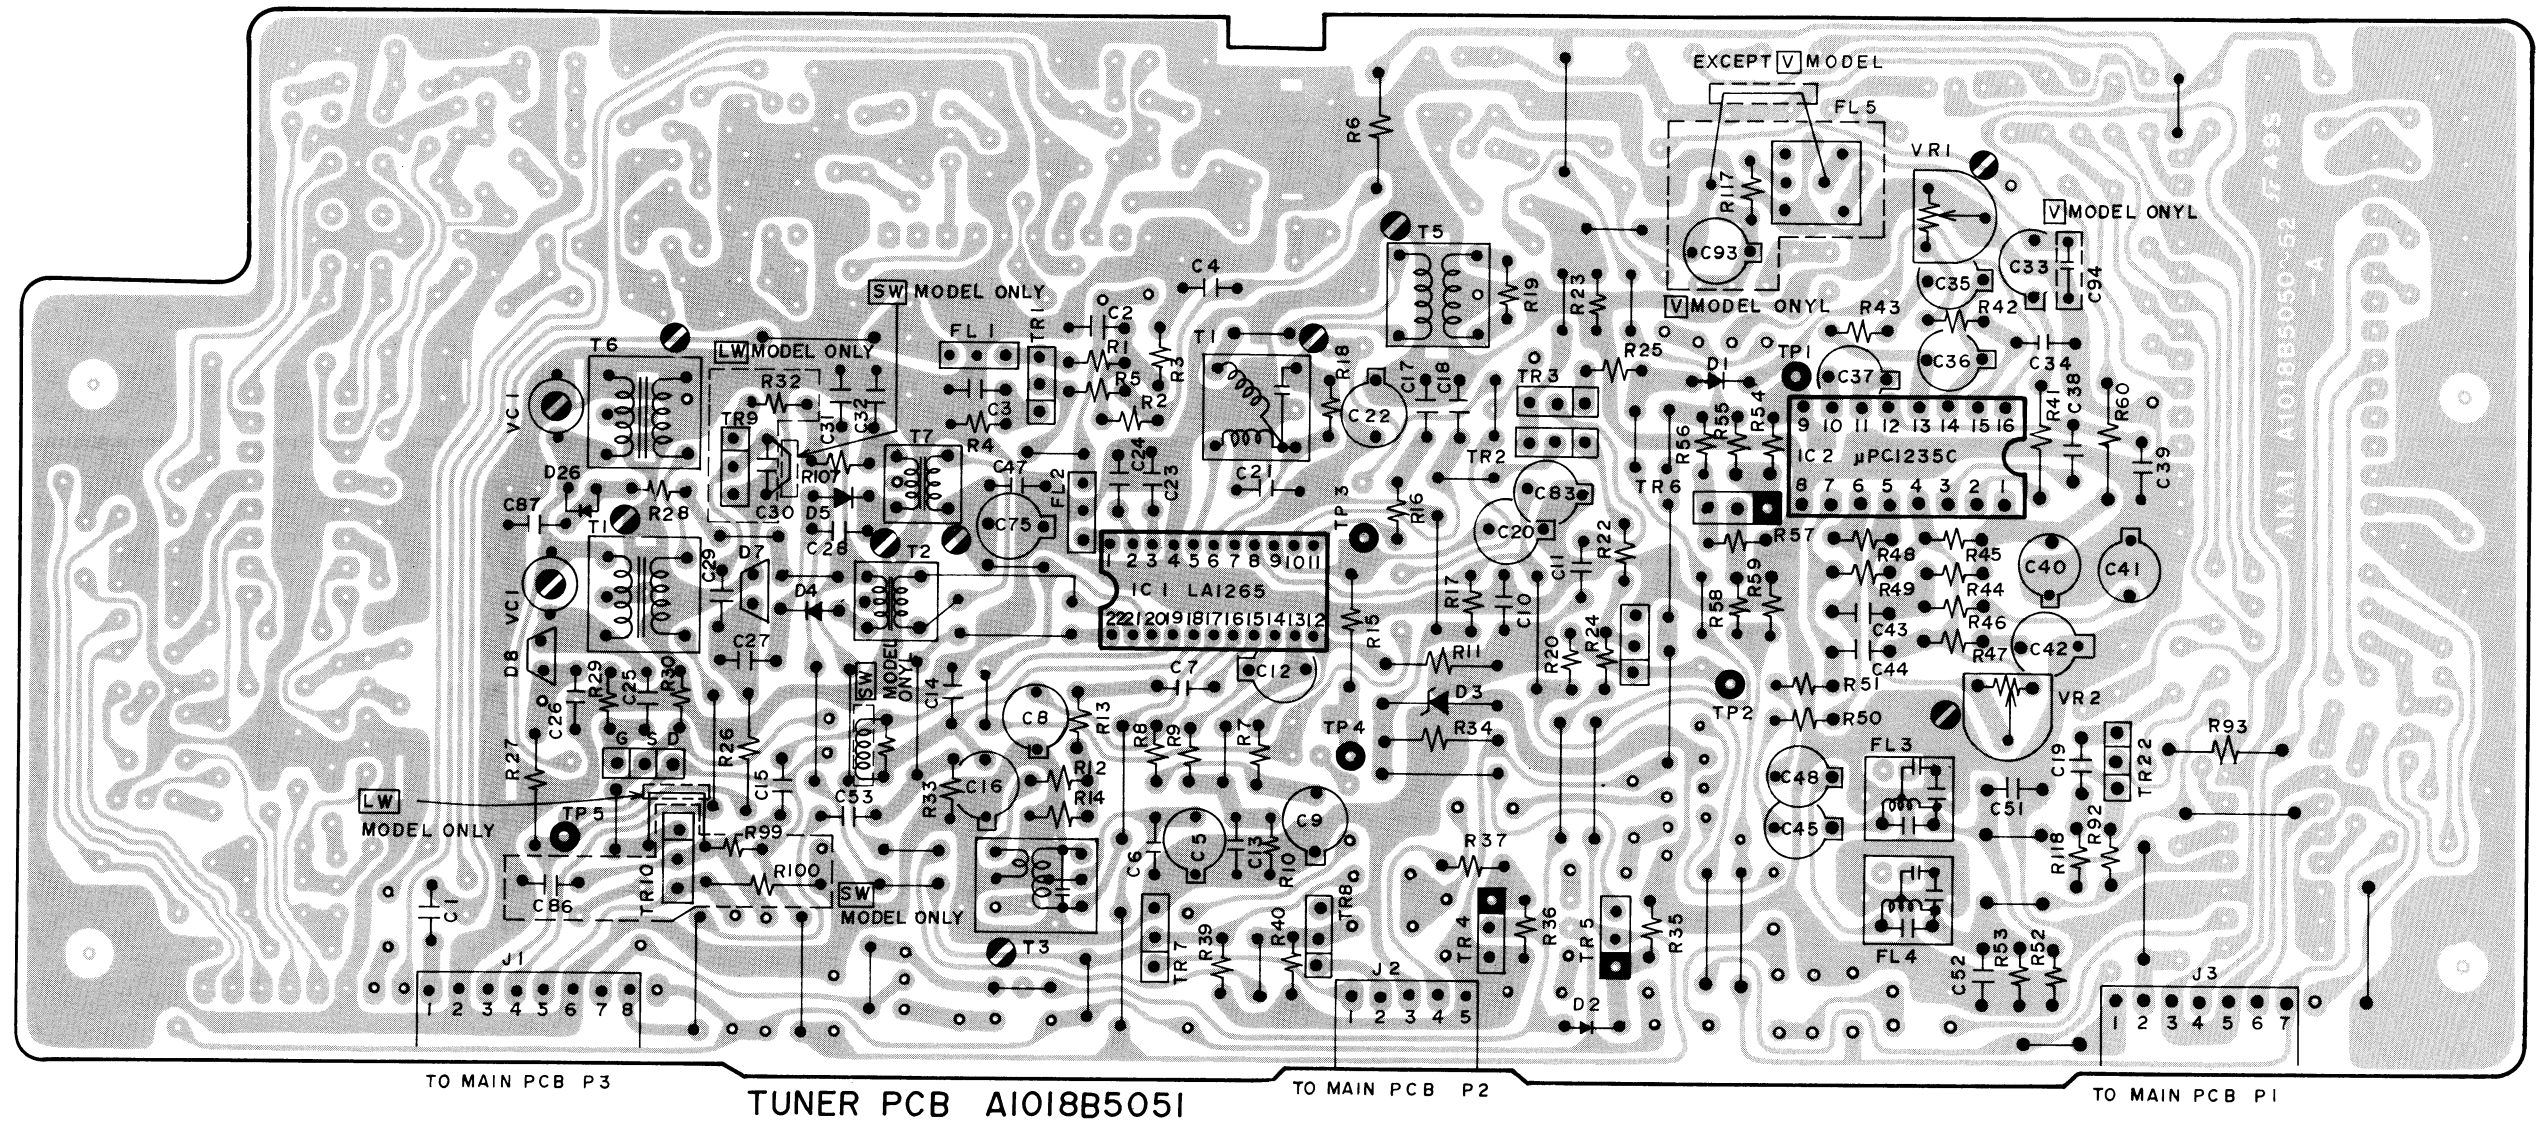 EXCEPT V MODEL
FL5
R6
R117
VR1
V MODEL ONYL
T5
C93
C33
C94
C4
C35
SW MODEL ONLY
R19
R23
V MODEL ONYL
R43
R42
C2
TR1
FL1
T1
T6
LW MODEL ONLY
R1
R3
R18
R25
D1
TP1
C34
C36
C37
R5
R2
R32
C17
C18
TR3
VC1
TR9
C31
C32
C3
C22
R55
R54
R41
C38
R60
9 10 11 12 13 14 15 16
T7
R4
C24
C23
TR2
R56
IC2 µPC1235C
8 7 6 5 4 3 2 1
D26
R107
C47
FL2
C21
TR6
C39
C87
R28
C30
D5
C75
TP3
R16
C83
T1
C28
T2
C20
R22
R57
C29
D7
1 2 3 4 5 6 7 8 9 10 11
C11
R48
R45
C40
C41
VC1
D4
IC1 LA1265
R17
C10
R59
R49
R44
22 21 20 19 18 17 16 15 14 13 12
R15
R58
C43
R46
D8
C27
SW MODEL ONYL
R20
R24
R11
C44
R47
C42
R29
C25
R30
C14
C7
C12
D3
TP2
R51
VR2
C26
C8
R13
R34
R50
G S D
R26
R8
R9
R7
TP4
FL3
C19
TR22
R93
R27
C15
R33
C16
R12
C48
C51
LW MODEL ONLY
TP5
C53
R14
C9
C45
R99
C6
C5
C13
R10
R37
R118
R92
R100
SW MODEL ONLY
TR10
C86
C1
TR8
TR4
R36
TR5
R35
T3
TR7
R39
R40
FL4
C52
R53
R52
J1
J2
J3
1 2 3 4 5 6 7 8
1 2 3 4 5
D2
1 2 3 4 5 6 7
AKAI A1018B5050~52
TO MAIN PCB P3
TO MAIN PCB P2
TO MAIN PCB P1
TUNER PCB A1018B5051